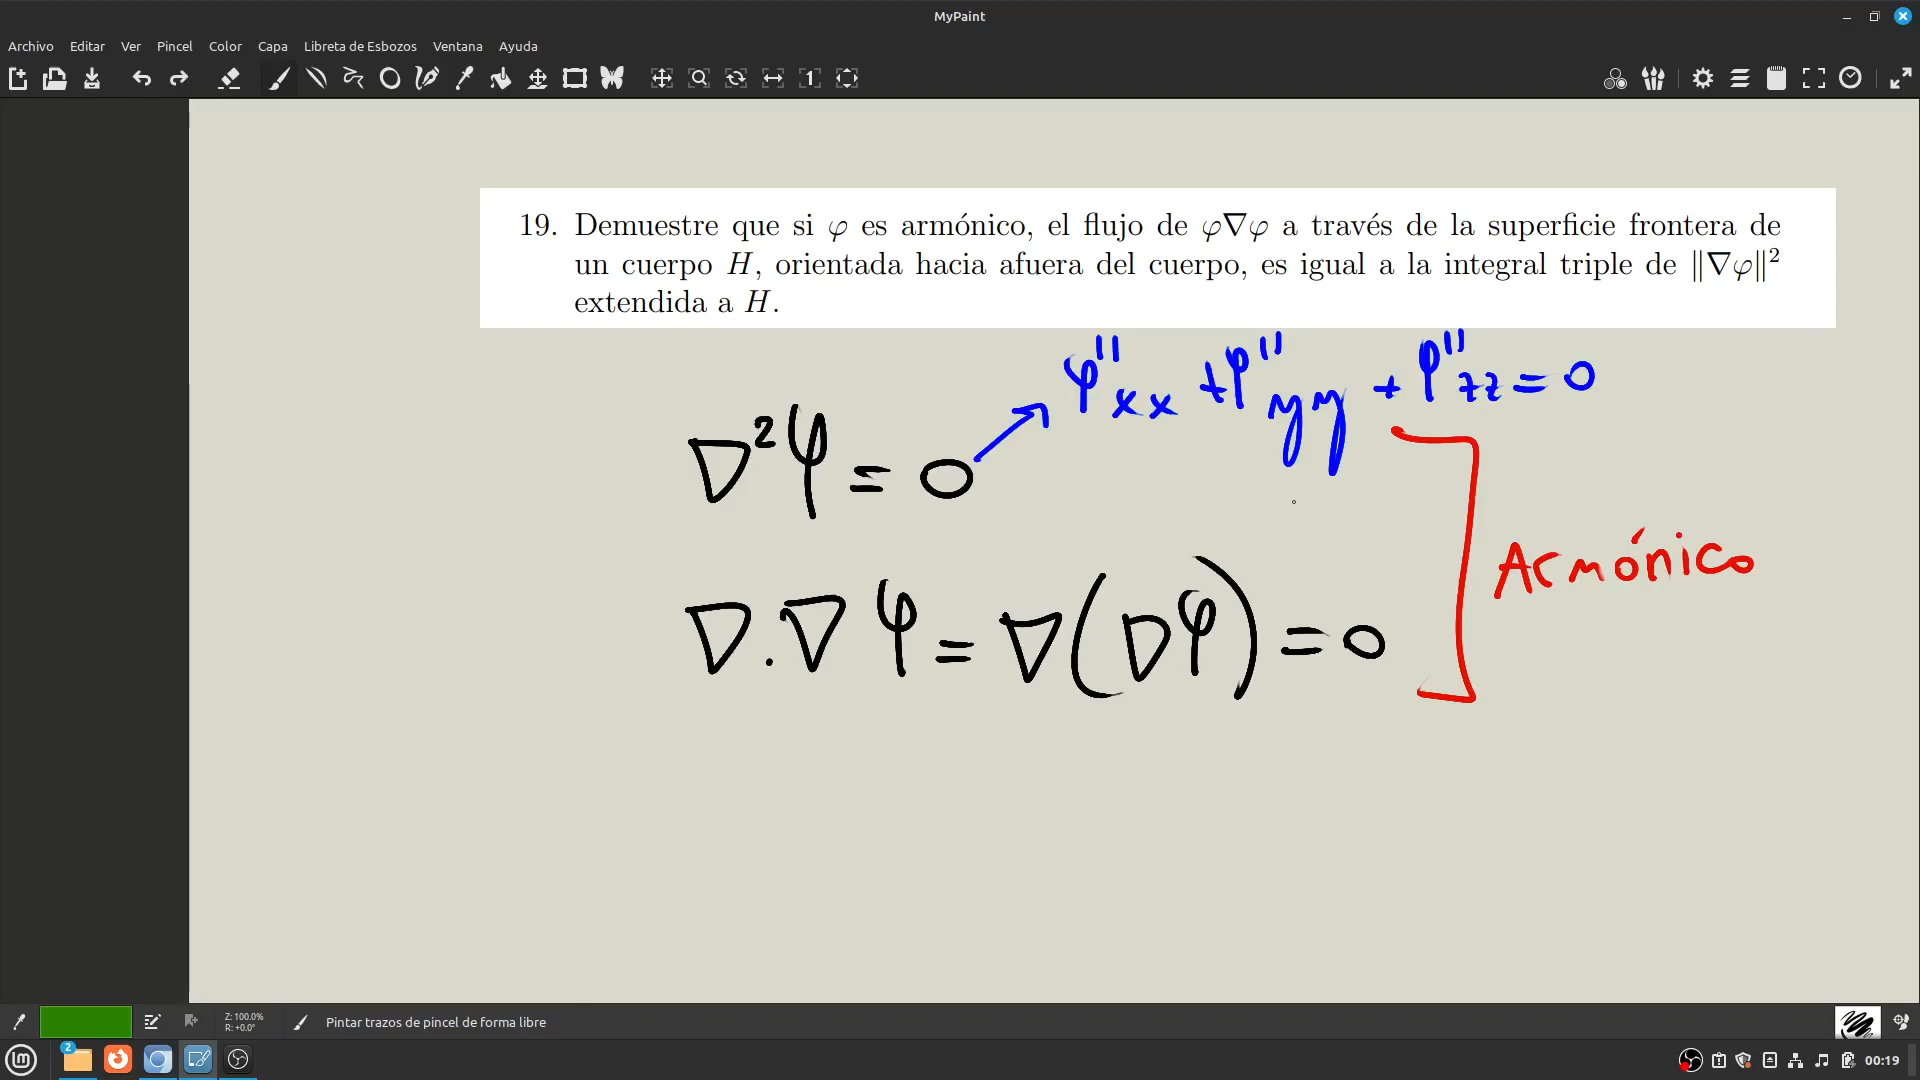 MyPaint
Archivo Editar Ver Pincel Color Capa Libreta de Esbozos Ventana Ayuda
19. Demuestre que si φ es armónico, el flujo de φ∇φ a través de la superficie frontera de
un cuerpo H, orientada hacia afuera del cuerpo, es igual a la integral triple de ‖∇φ‖²
extendida a H.
φ''xx + φ''yy + φ''zz = 0
∇²φ = 0
Armónico
∇.∇φ = ∇(∇φ) = 0
Z: 100.0%
R: +0.0°
Pintar trazos de pincel de forma libre
2
00:19